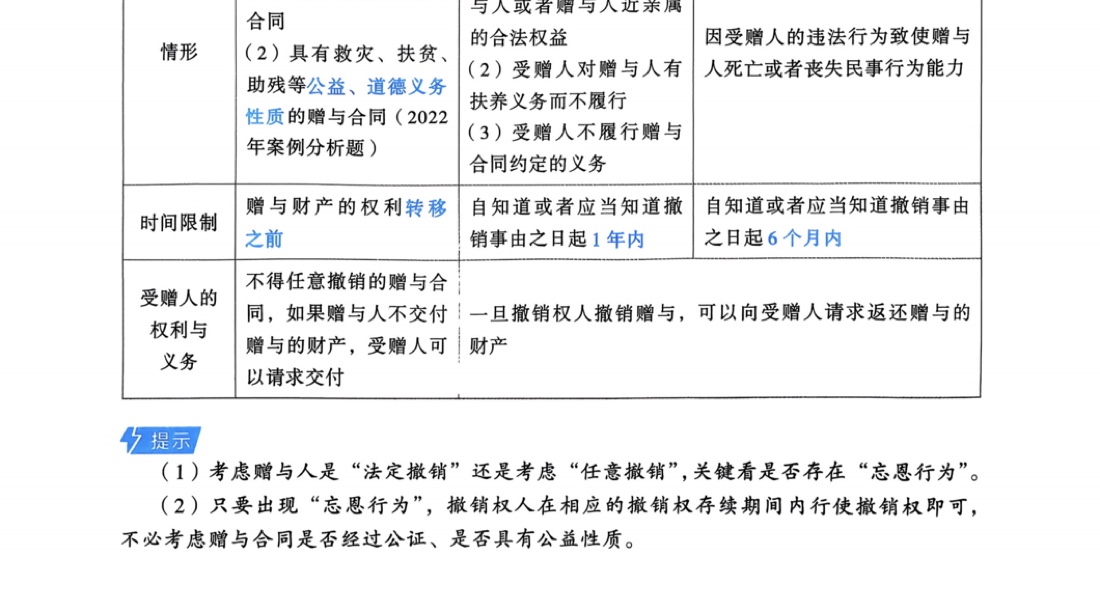 合同
(2)具有救灾、扶贫、
助残等公益、道德义务
性质的赠与合同(2022
年案例分析题)
情形
与人或者赠与人近亲属
的合法权益
(2)受赠人对赠与人有
扶养义务而不履行
(3)受赠人不履行赠与
合同约定的义务
因受赠人的违法行为致使赠与
人死亡或者丧失民事行为能力
时间限制
赠与财产的权利转移
之前
自知道或者应当知道撤
销事由之日起1年内
自知道或者应当知道撤销事由
之日起6个月内
受赠人的
权利与
义务
不得任意撤销的赠与合
同,如果赠与人不交付
赠与的财产,受赠人可
以请求交付
一旦撤销权人撤销赠与,可以向受赠人请求返还赠与的
财产
提示
(1)考虑赠与人是“法定撤销”还是考虑“任意撤销”,关键看是否存在“忘恩行为”。
(2)只要出现“忘恩行为”,撤销权人在相应的撤销权存续期间内行使撤销权即可,
不必考虑赠与合同是否经过公证、是否具有公益性质。